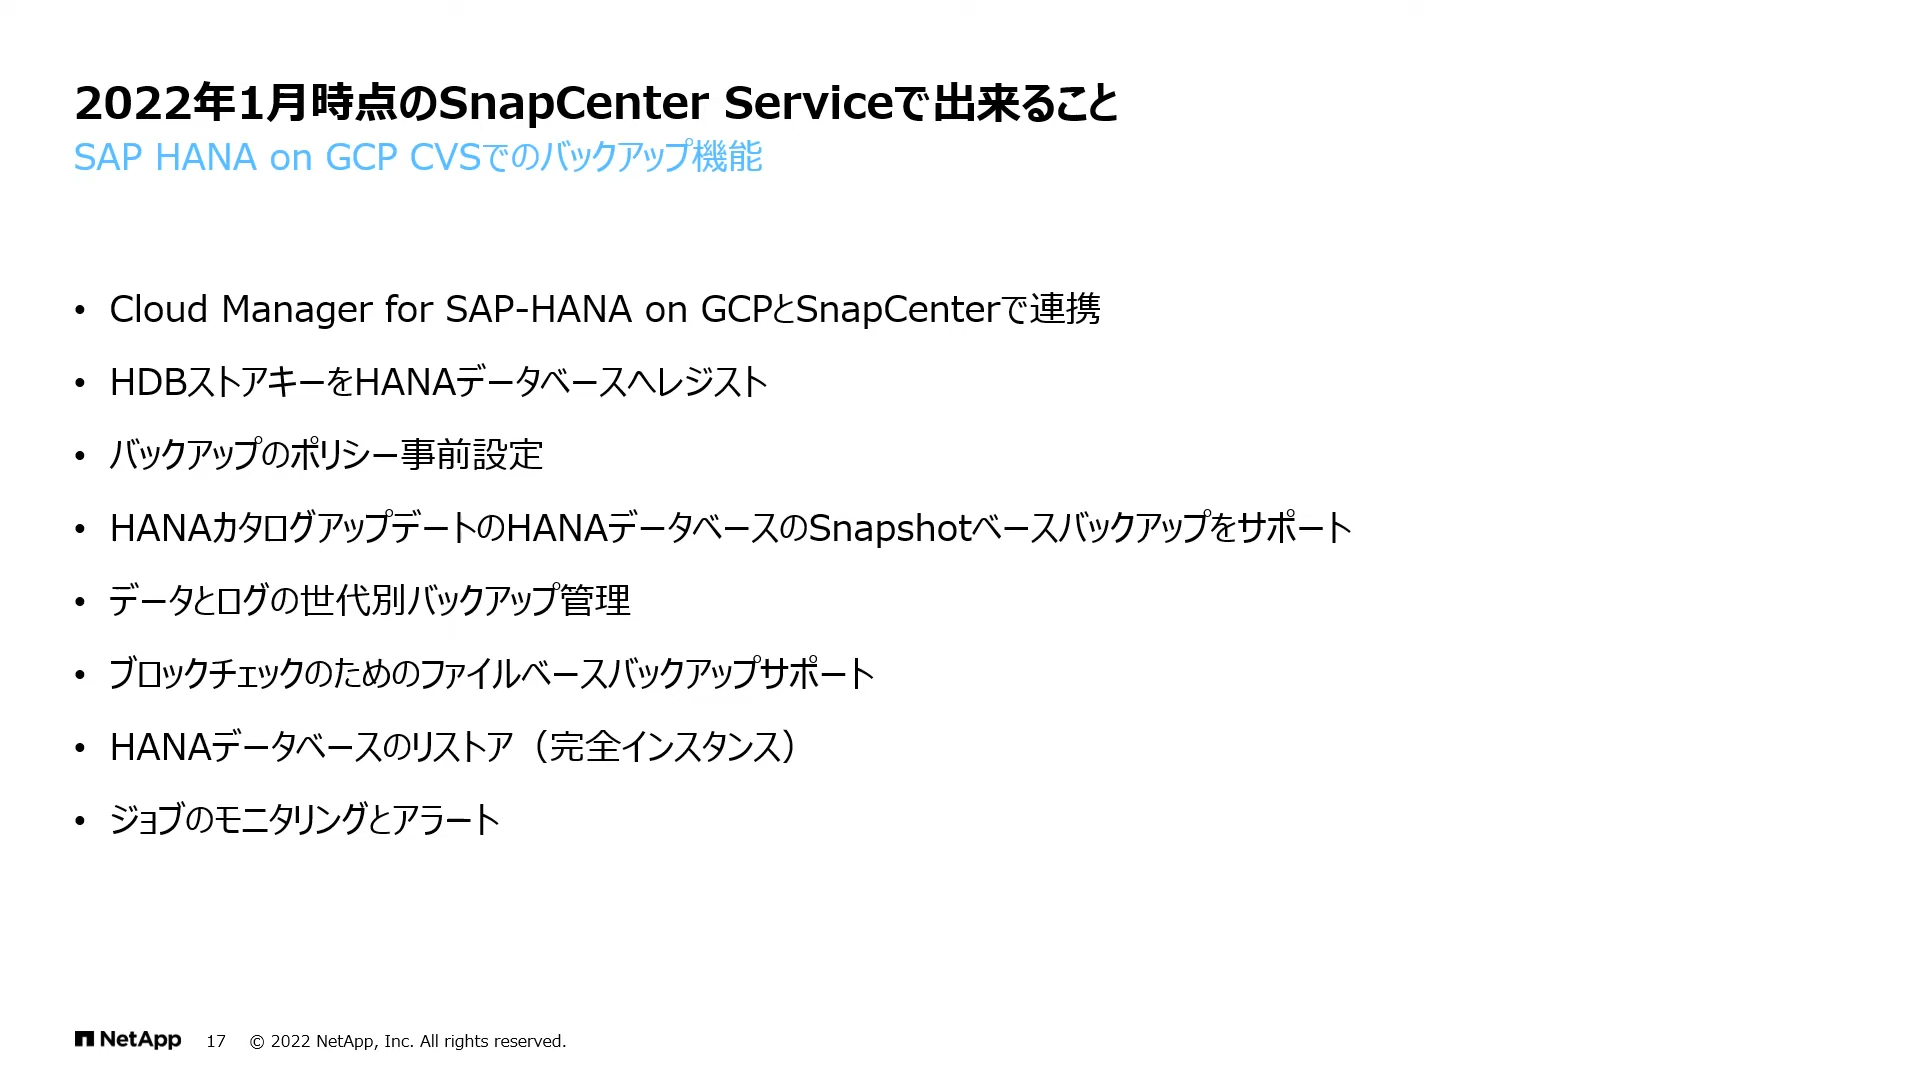 2022年1月時点のSnapCenter Serviceで出来ること
SAP HANA on GCP CVSでのバックアップ機能
• Cloud Manager for SAP-HANA on GCPとSnapCenterで連携
• HDBストアキーをHANAデータベースへレジスト
• バックアップのポリシー事前設定
• HANAカタログアップデートのHANAデータベースのSnapshotベースバックアップをサポート
• データとログの世代別バックアップ管理
• ブロックチェックのためのファイルベースバックアップサポート
• HANAデータベースのリストア（完全インスタンス）
• ジョブのモニタリングとアラート
NetApp 17 © 2022 NetApp, Inc. All rights reserved.